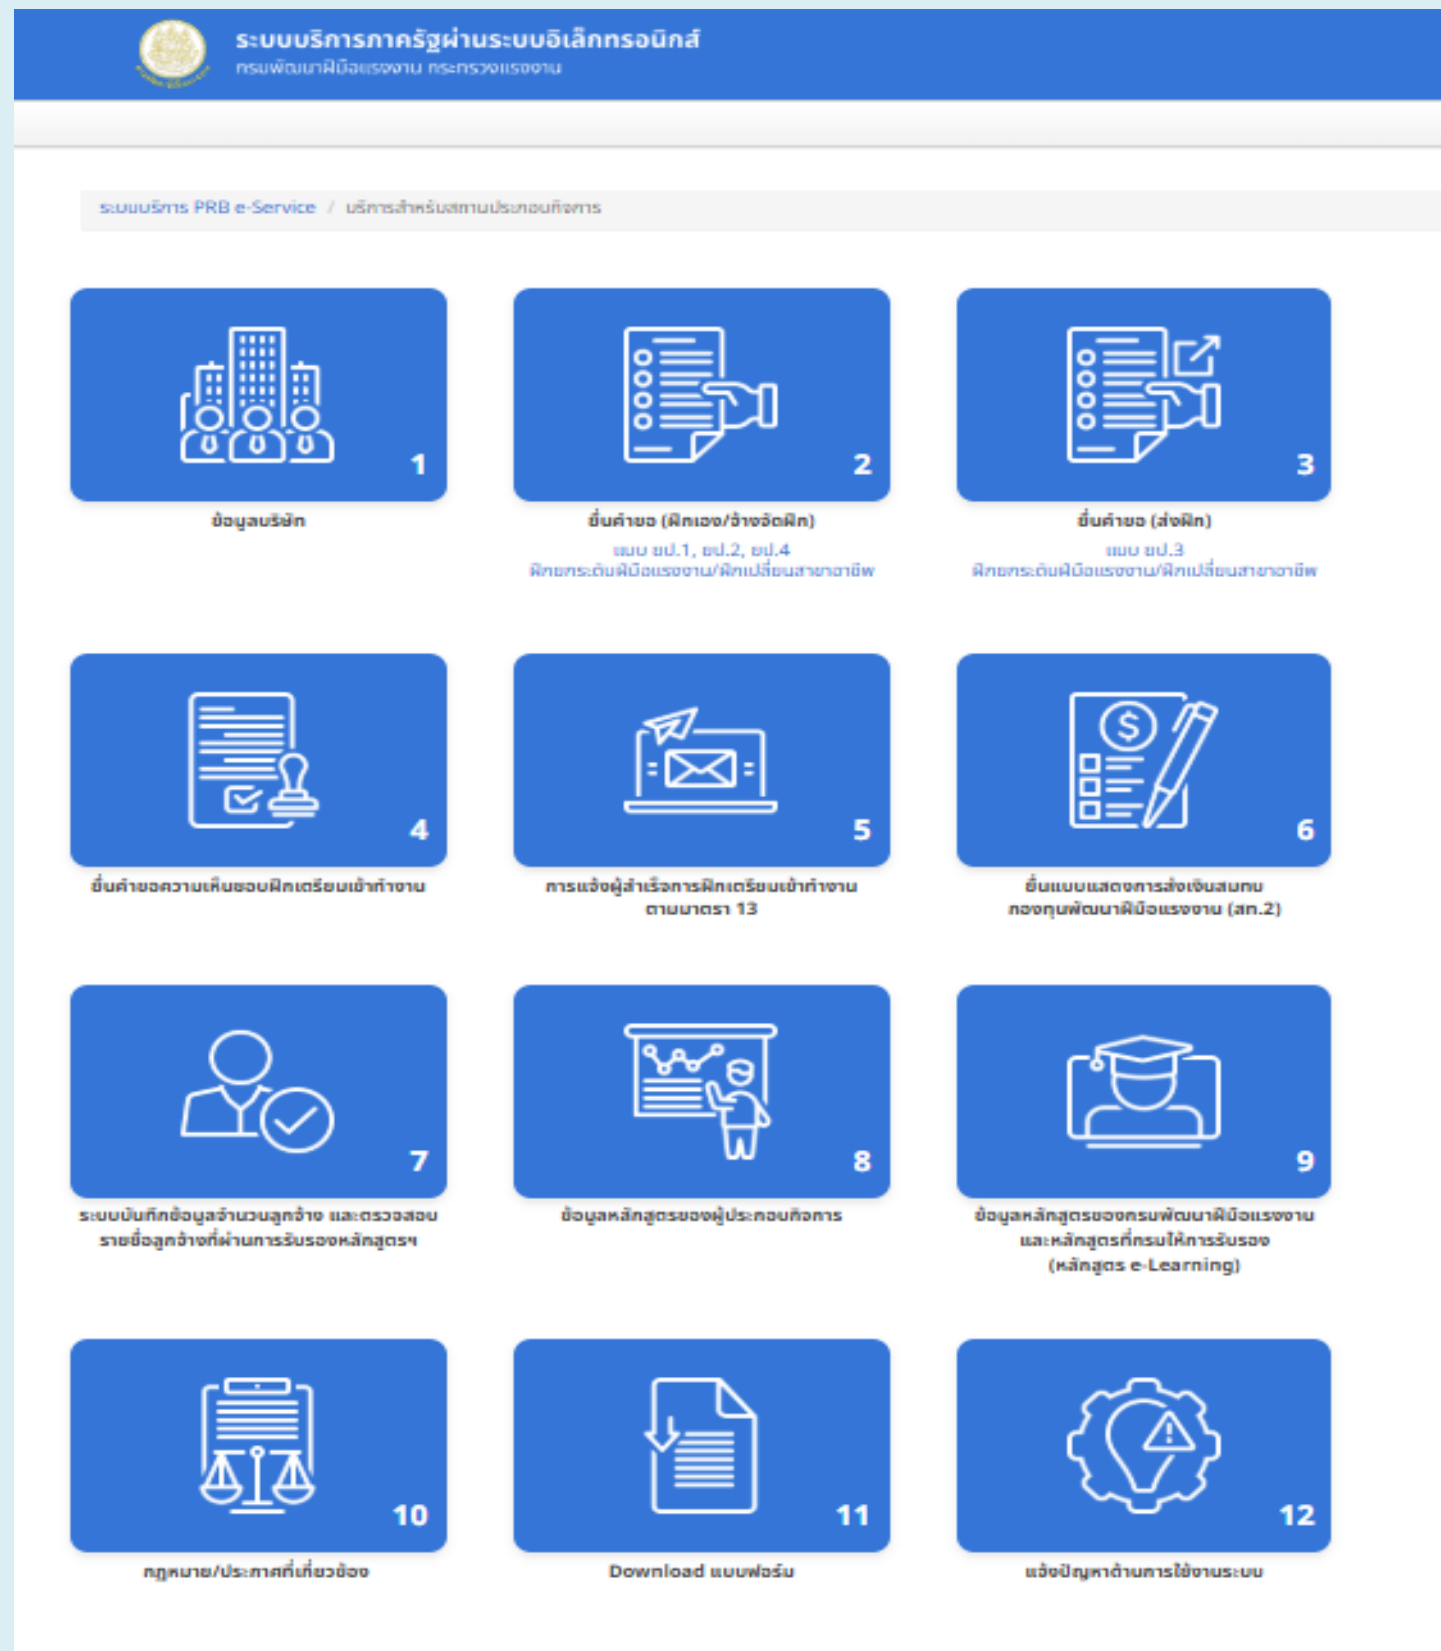 ระบบบริการภาครัฐผ่านระบบอิเล็กทรอนิกส์
กรมพัฒนาฝีมือแรงงาน กระทรวงแรงงาน
ระบบบริการ PRB e-Service / บริการสำหรับสถานประกอบกิจการ
1
2
3
ข้อมูลบริษัท
ยื่นคำขอ (ฝึกเอง/จ้างจัดฝึก)
แบบ ยป.1, ยป.2, ยป.4
ฝึกยกระดับฝีมือแรงงาน/ฝึกเปลี่ยนสาขาอาชีพ
ยื่นคำขอ (ส่งฝึก)
แบบ ยป.3
ฝึกยกระดับฝีมือแรงงาน/ฝึกเปลี่ยนสาขาอาชีพ
4
5
6
ยื่นคำขอความเห็นชอบฝึกเตรียมเข้าทำงาน
การแจ้งผู้สำเร็จการฝึกเตรียมเข้าทำงาน
ตามมาตรา 13
ยื่นแบบแสดงการส่งเงินสมทบ
กองทุนพัฒนาฝีมือแรงงาน (สท.2)
7
8
9
ระบบบันทึกข้อมูลจำนวนลูกจ้าง และตรวจสอบ
รายชื่อลูกจ้างที่ผ่านการรับรองหลักสูตรฯ
ข้อมูลหลักสูตรของผู้ประกอบกิจการ
ข้อมูลหลักสูตรของกรมพัฒนาฝีมือแรงงาน
และหลักสูตรที่กรมให้การรับรอง
(หลักสูตร e-Learning)
10
11
12
กฎหมาย/ประกาศที่เกี่ยวข้อง
Download แบบฟอร์ม
แจ้งปัญหาด้านการใช้งานระบบ